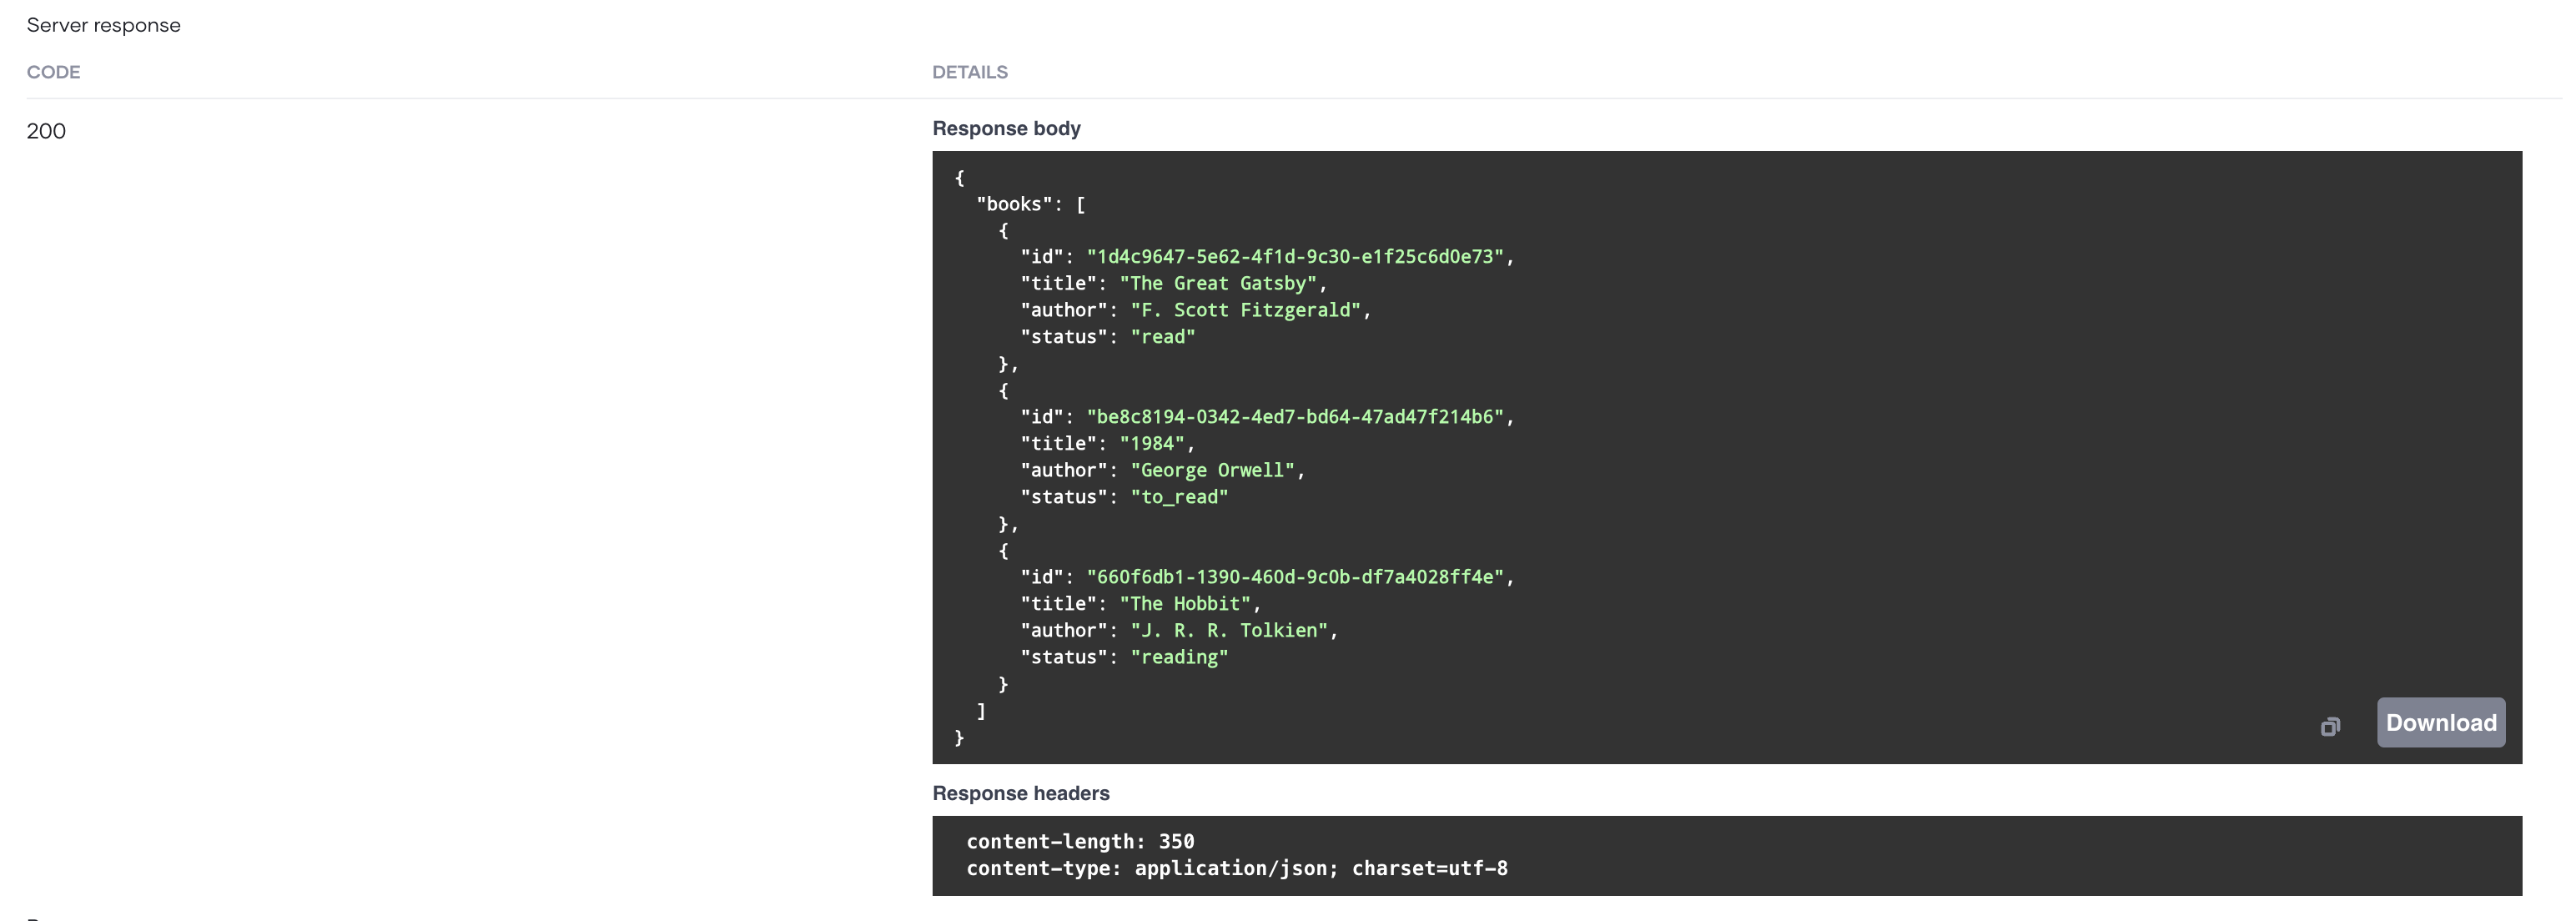 Server response
CODE DETAILS
200
Response body
{
  "books": [
    {
      "id": "1d4c9647-5e62-4f1d-9c30-e1f25c6d0e73",
      "title": "The Great Gatsby",
      "author": "F. Scott Fitzgerald",
      "status": "read"
    },
    {
      "id": "be8c8194-0342-4ed7-bd64-47ad47f214b6",
      "title": "1984",
      "author": "George Orwell",
      "status": "to_read"
    },
    {
      "id": "660f6db1-1390-460d-9c0b-df7a4028ff4e",
      "title": "The Hobbit",
      "author": "J. R. R. Tolkien",
      "status": "reading"
    }
  ]
}
Download
Response headers
content-length: 350
content-type: application/json; charset=utf-8